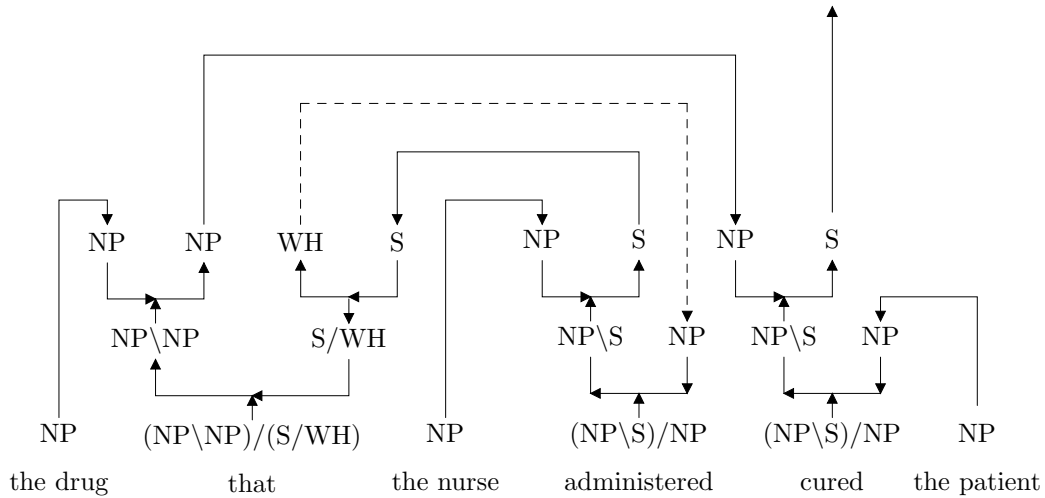 NP NP WH S NP S NP S
NP\NP S/WH NP\S NP NP\S NP
NP (NP\NP)/(S/WH) NP (NP\S)/NP (NP\S)/NP NP
the drug that the nurse administered cured the patient